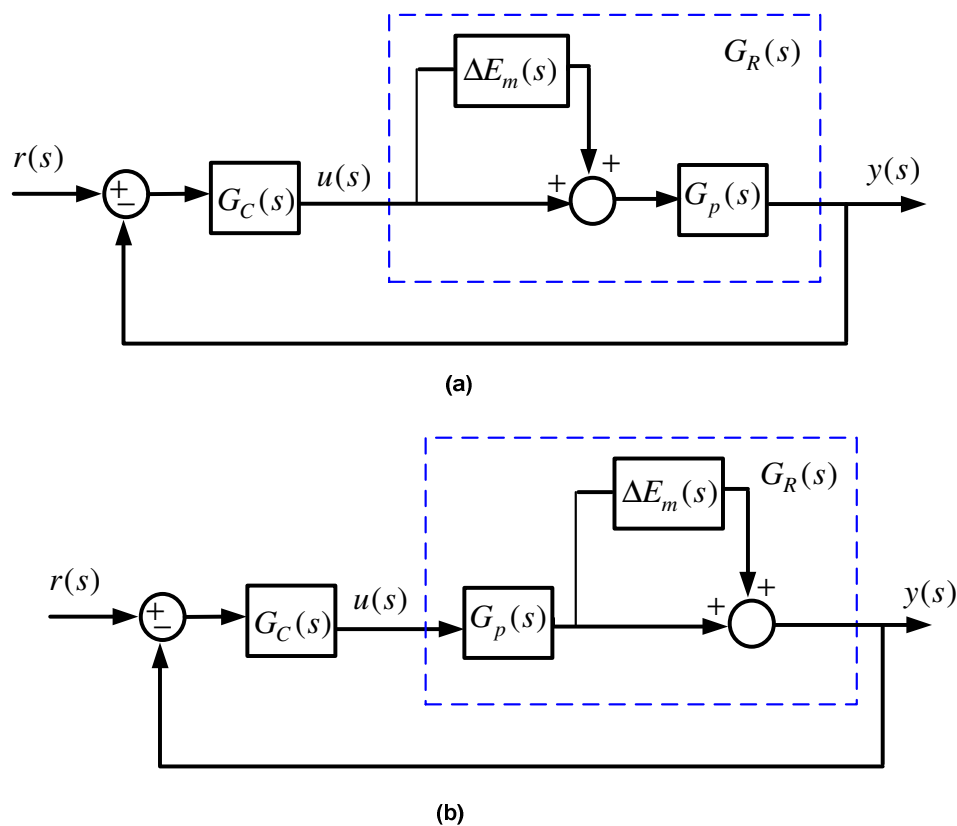 G_R(s)
ΔE_m(s)
r(s)
+
−
G_C(s)
u(s)
+
+
G_p(s)
y(s)
(a)
G_R(s)
ΔE_m(s)
r(s)
+
−
G_C(s)
u(s)
G_p(s)
+
+
y(s)
(b)